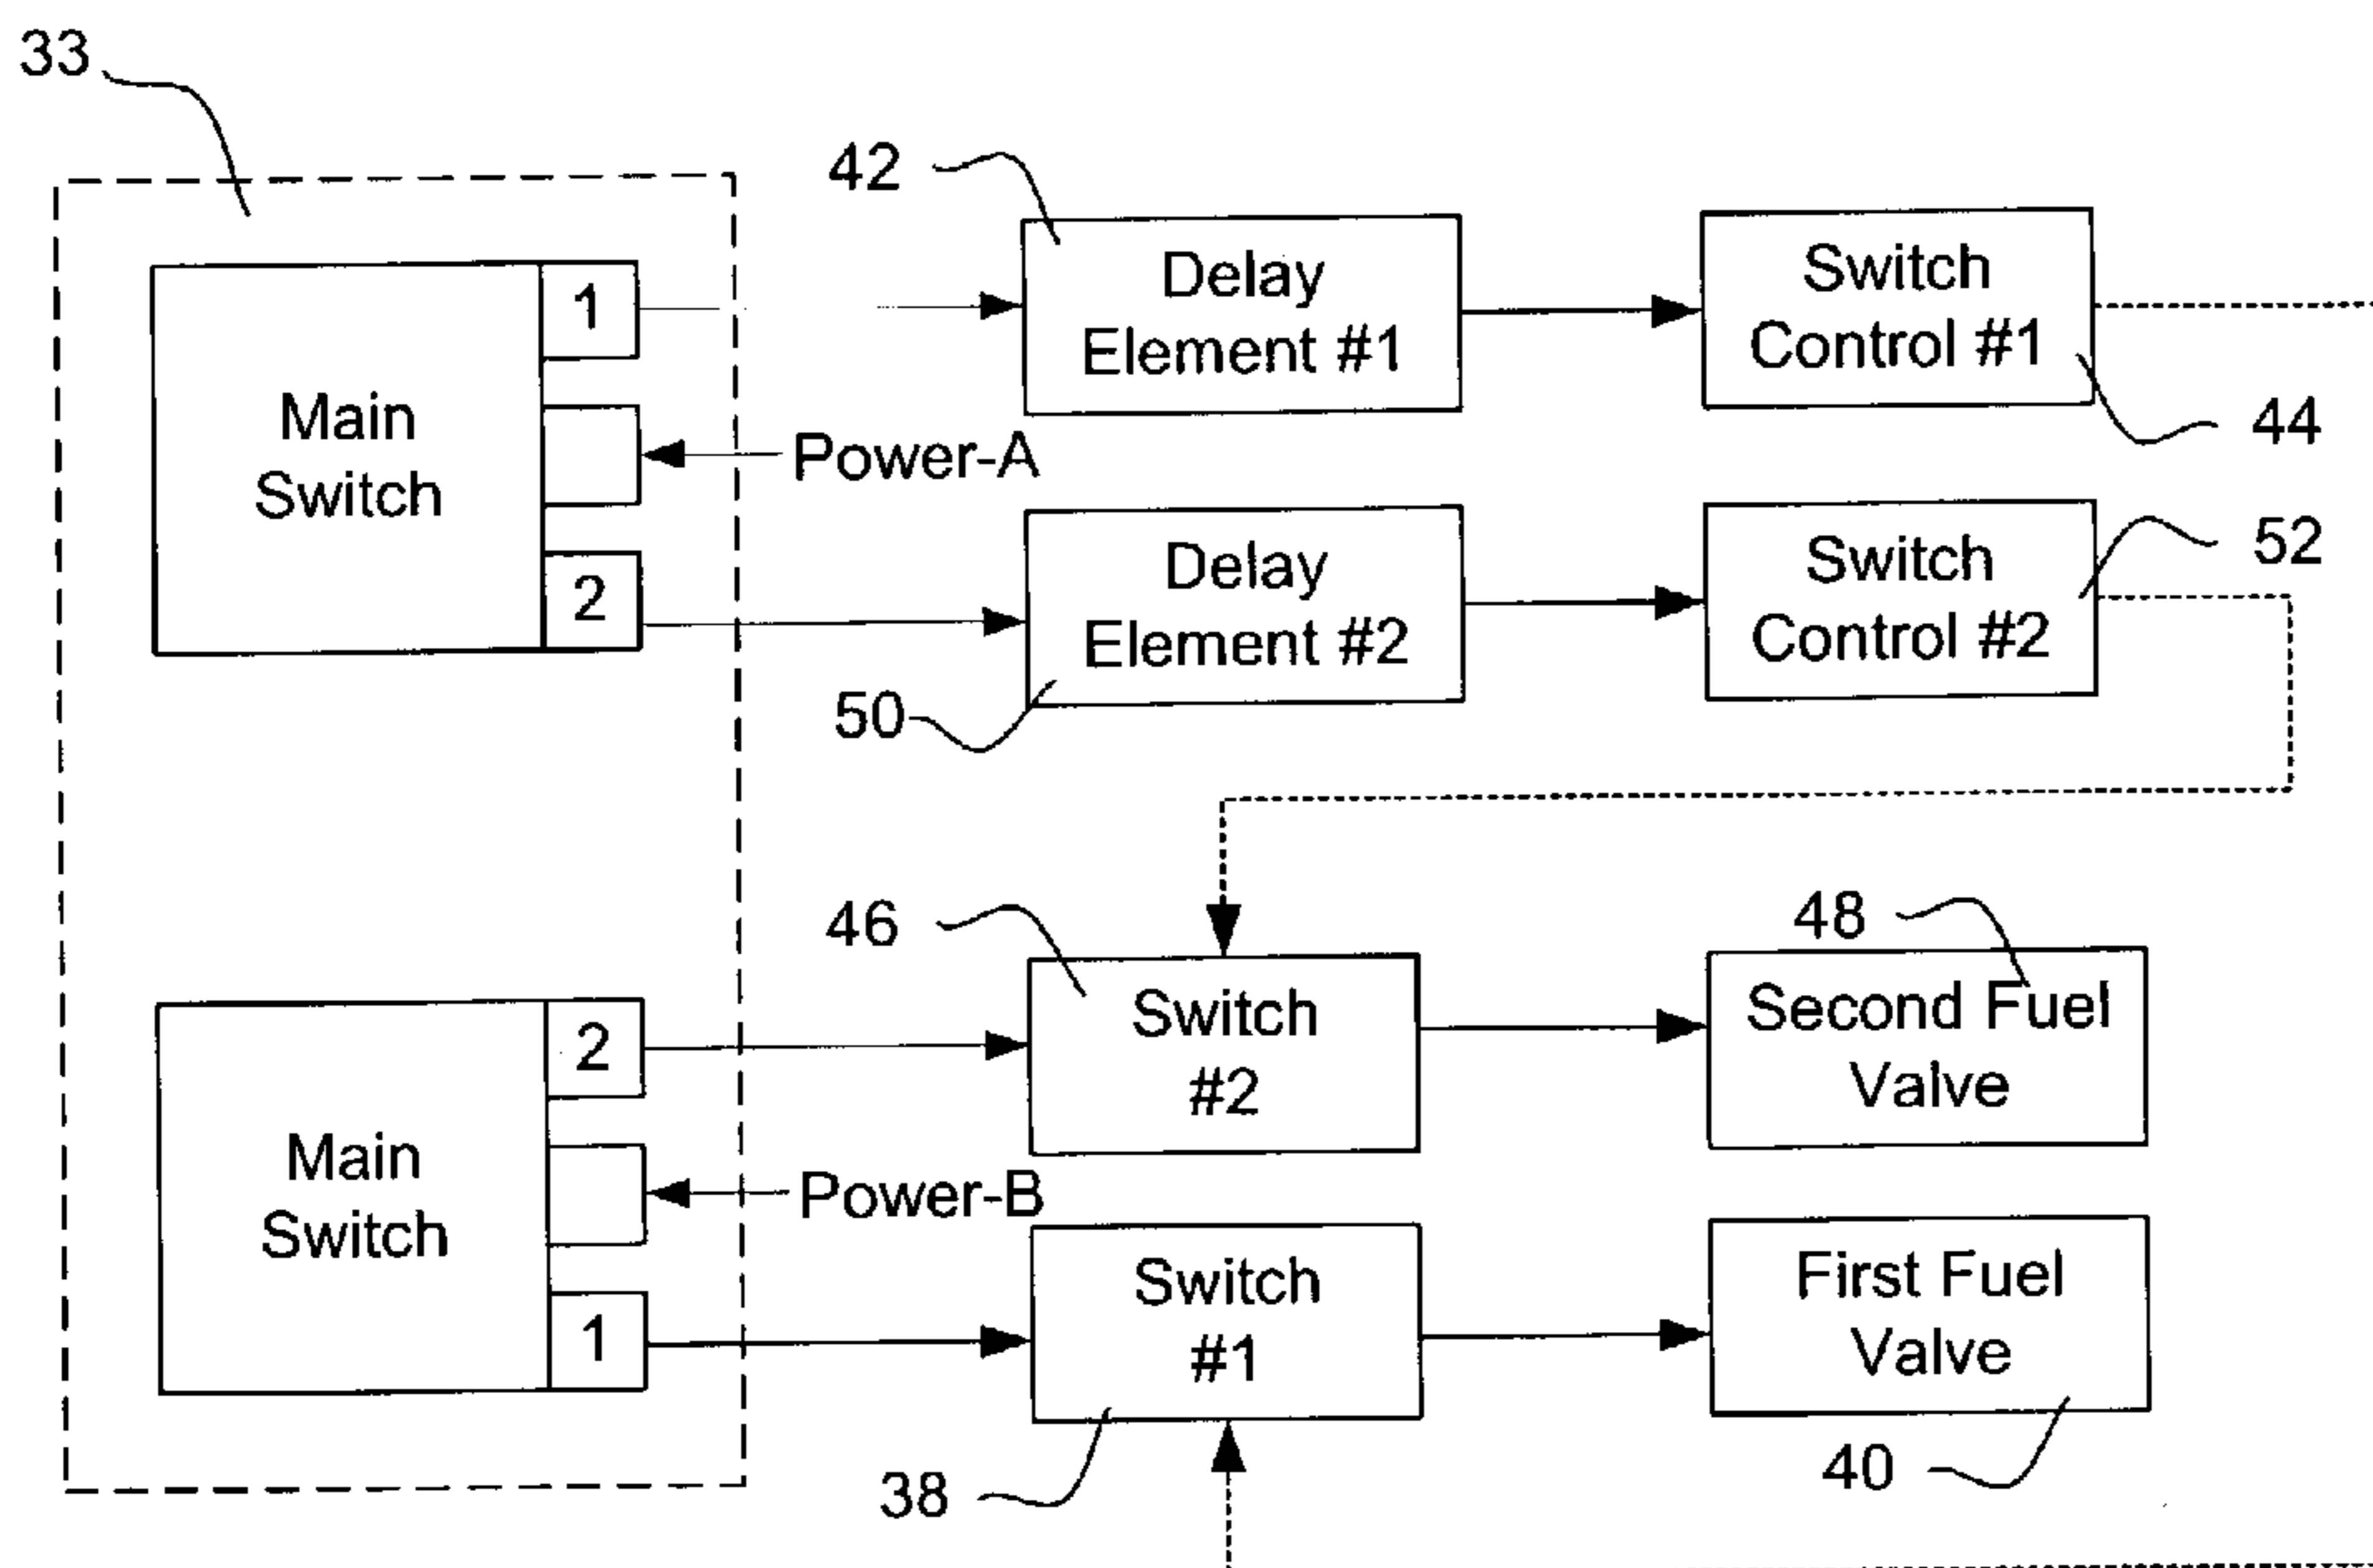 33
42
1
Delay
Element #1
Switch
Control #1
44
Main
Switch
Power-A
2
Delay
Element #2
50
Switch
Control #2
52
46
48
2
Switch
#2
Second Fuel
Valve
Main
Switch
Power-B
1
Switch
#1
First Fuel
Valve
38
40